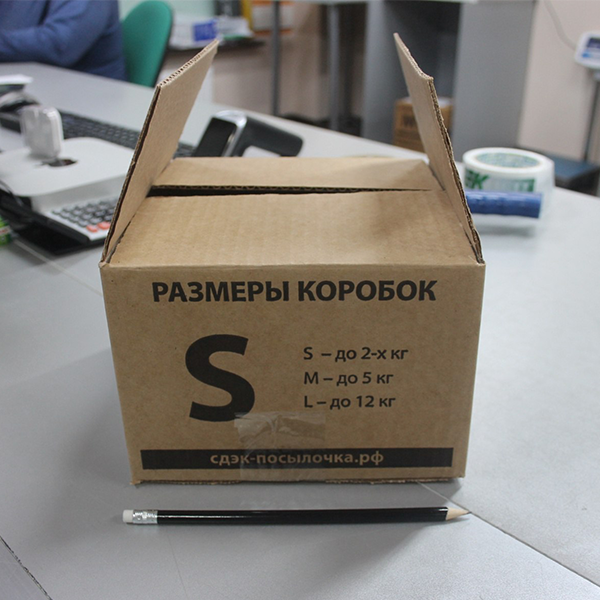 РАЗМЕРЫ КОРОБОК
S
S – до 2-х кг
M – до 5 кг
L – до 12 кг
сдэк-посылочка.рф